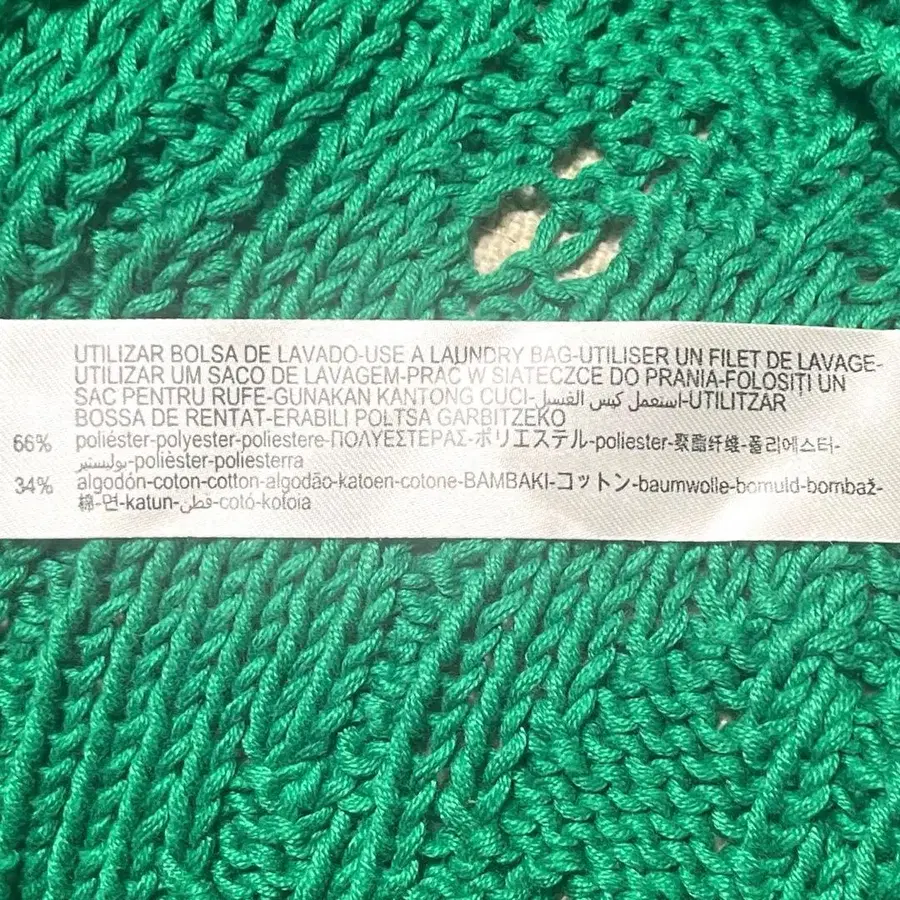 UTILIZAR BOLSA DE LAVADO-USE A LAUNDRY BAG-UTILISER UN FILET DE LAVAGE-
UTILIZAR UM SACO DE LAVAGEM-PRAC W SIATECZCE DO PRANIA-FOLOSIȚI UN
SAC PENTRU RUFE-GUNAKAN KANTONG CUCI-استعمل كيس الغسيل-UTILITZAR
BOSSA DE RENTAT-ERABILI POLTSA GARBITZEKO
66% poliéster-polyester-poliestere-ΠΟΛΥΕΣΤΕΡΑΣ-ポリエステル-poliester-聚酯纤维-폴리에스터-
بوليستير-polièster-poliesterra
34% algodón-coton-cotton-algodão-katoen-cotone-BAMBAKI-コットン-baumwolle-bomuld-bombaž-
棉-면-katun-قطن-cotó-kotoia